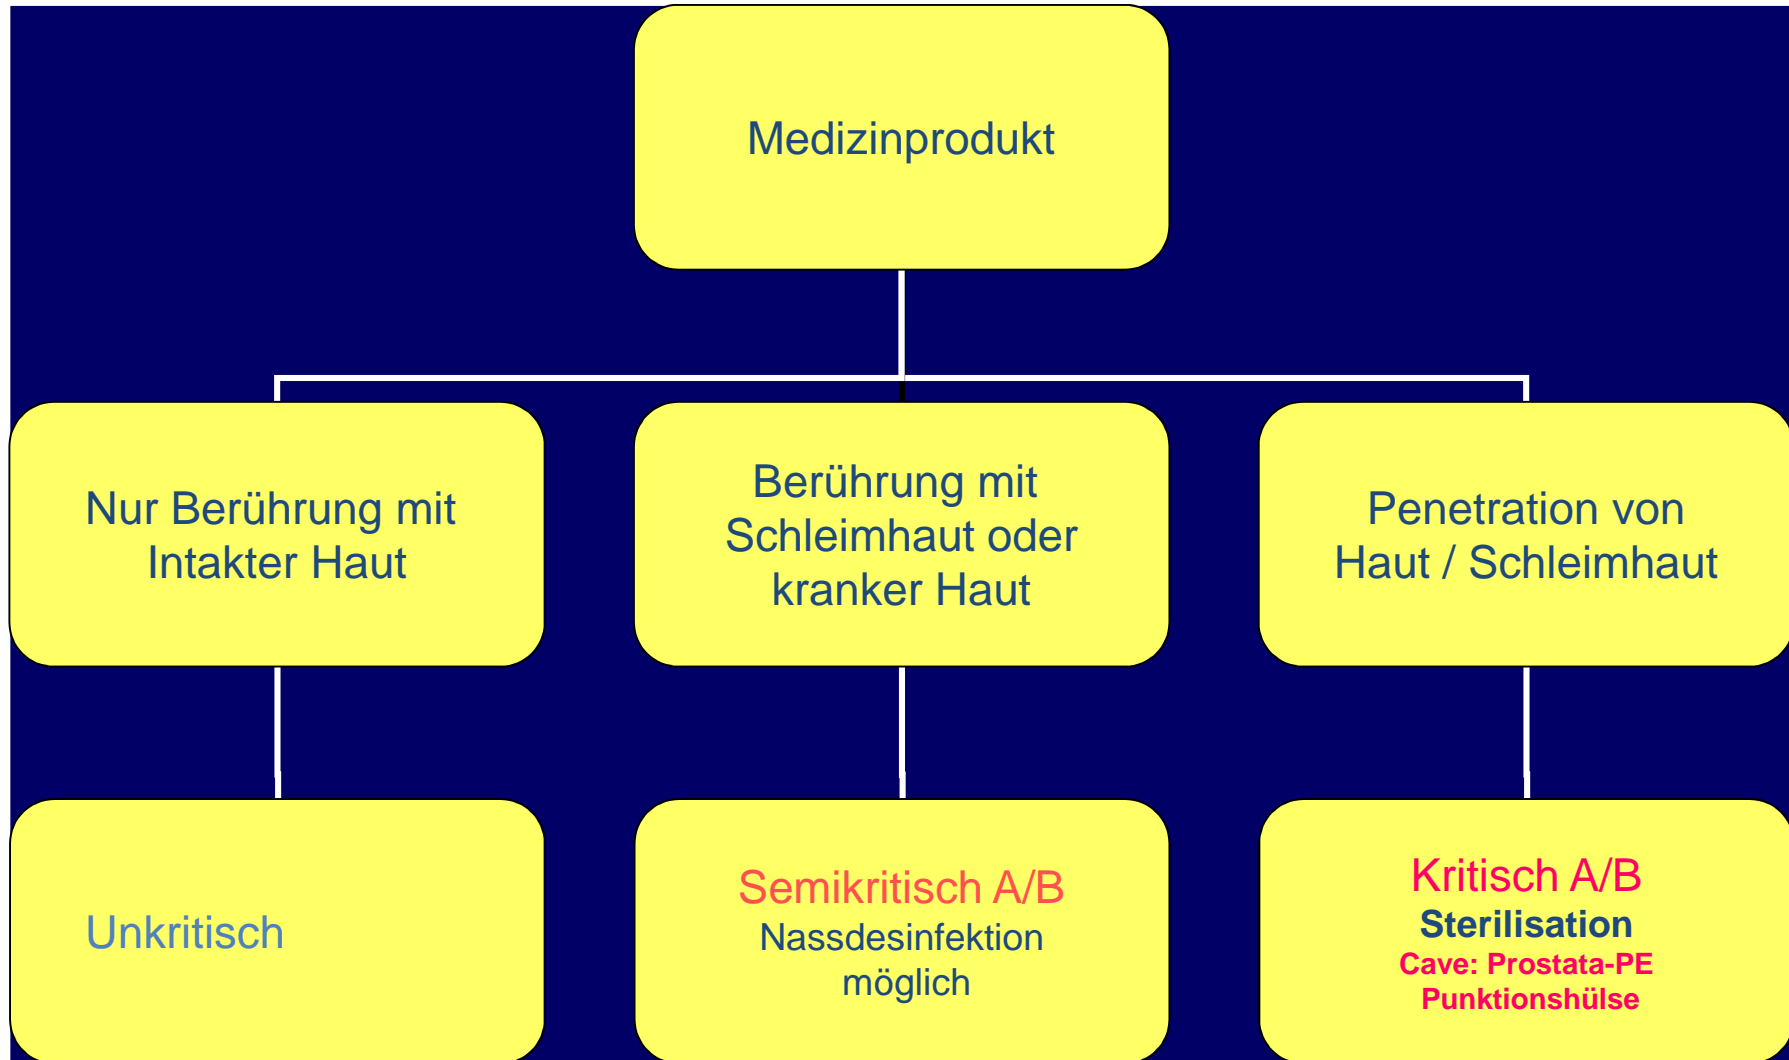 Medizinprodukt
Nur Berührung mit
Intakter Haut
Berührung mit
Schleimhaut oder
kranker Haut
Penetration von
Haut / Schleimhaut
Unkritisch
Semikritisch A/B
Nassdesinfektion
möglich
Kritisch A/B
Sterilisation
Cave: Prostata-PE
Punktionshülse